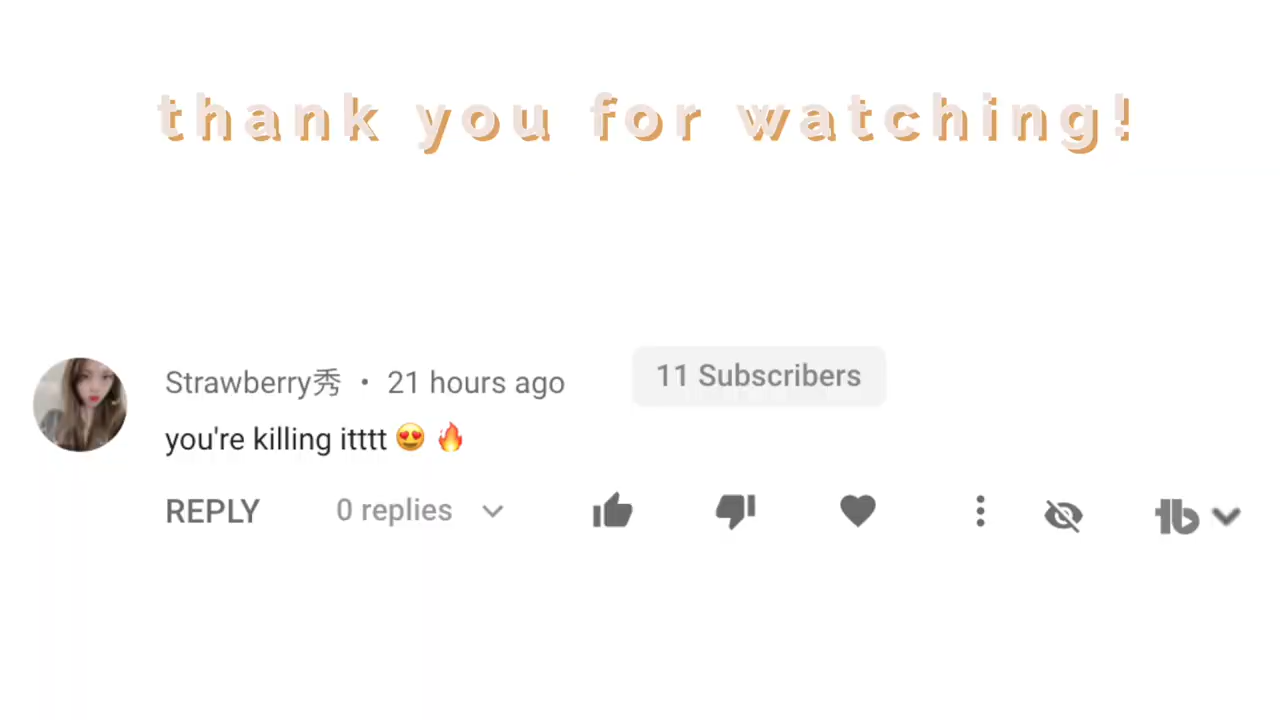 thank you for watching!
Strawberry秀 • 21 hours ago 11 Subscribers
you're killing itttt 😍 🔥
REPLY 0 replies
tb